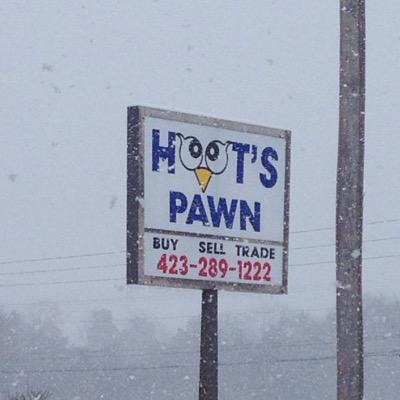 HOOT'S
PAWN
BUY SELL TRADE
423-289-1222